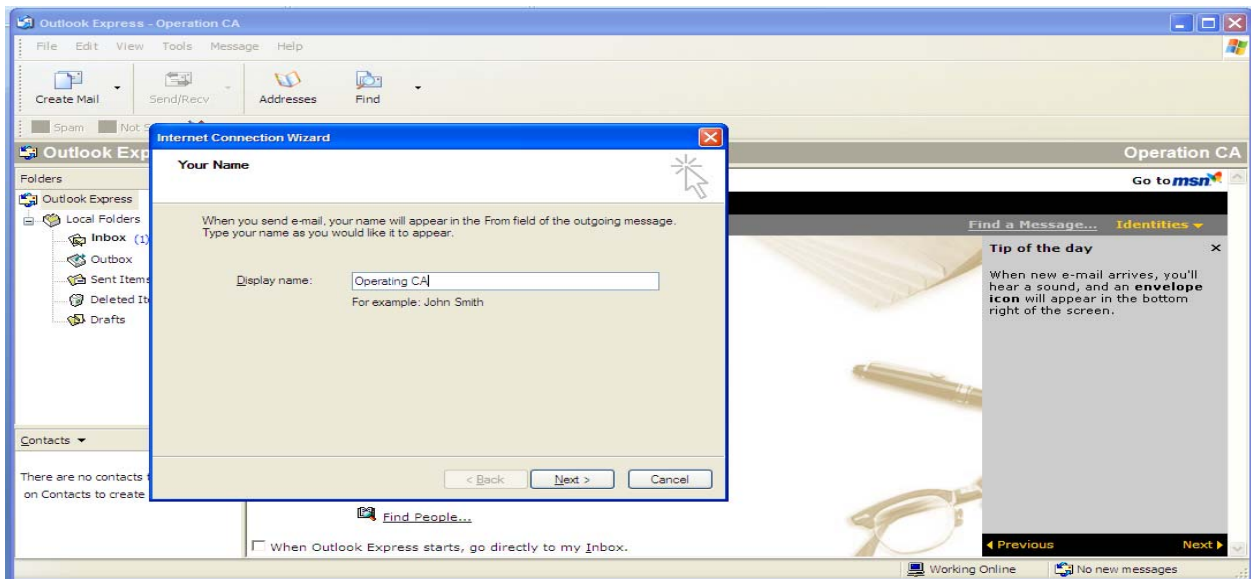 Outlook Express - Operation CA
File Edit View Tools Message Help
Create Mail Send/Recv Addresses Find
Spam Not
Outlook Exp Operation CA
Internet Connection Wizard
Your Name
When you send e-mail, your name will appear in the From field of the outgoing message.
Type your name as you would like it to appear.
Display name: Operating CA
For example: John Smith
< Back Next > Cancel
Folders
Outlook Express
Local Folders
Inbox (1)
Outbox
Sent Items
Deleted It
Drafts
Contacts
There are no contacts
on Contacts to create
Go to msn
Find a Message... Identities
Tip of the day x
When new e-mail arrives, you'll
hear a sound, and an envelope
icon will appear in the bottom
right of the screen.
Previous Next
Find People...
When Outlook Express starts, go directly to my Inbox.
Working Online No new messages